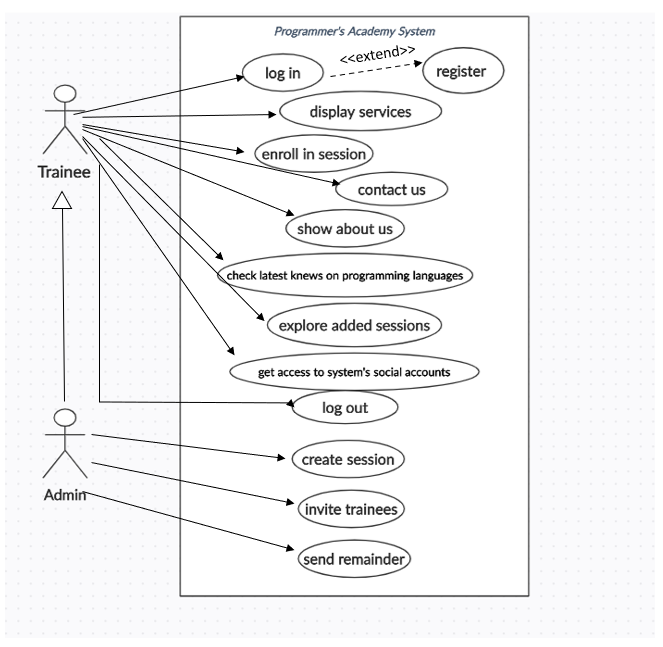 Programmer's Academy System
<<extend>>
log in
register
display services
enroll in session
contact us
Trainee
show about us
check latest knews on programming languages
explore added sessions
get access to system's social accounts
log out
create session
Admin
invite trainees
send remainder